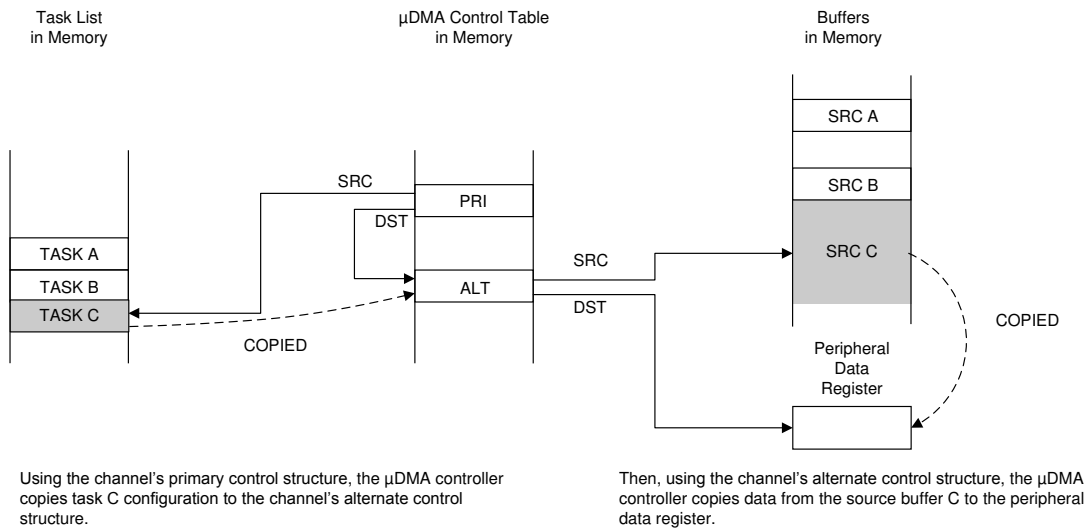 Task List
in Memory
µDMA Control Table
in Memory
Buffers
in Memory
SRC A
SRC B
SRC C
SRC
PRI
DST
TASK A
TASK B
TASK C
ALT
SRC
DST
COPIED
COPIED
Peripheral
Data
Register
Using the channel's primary control structure, the µDMA controller
copies task C configuration to the channel's alternate control
structure.
Then, using the channel's alternate control structure, the µDMA
controller copies data from the source buffer C to the peripheral
data register.